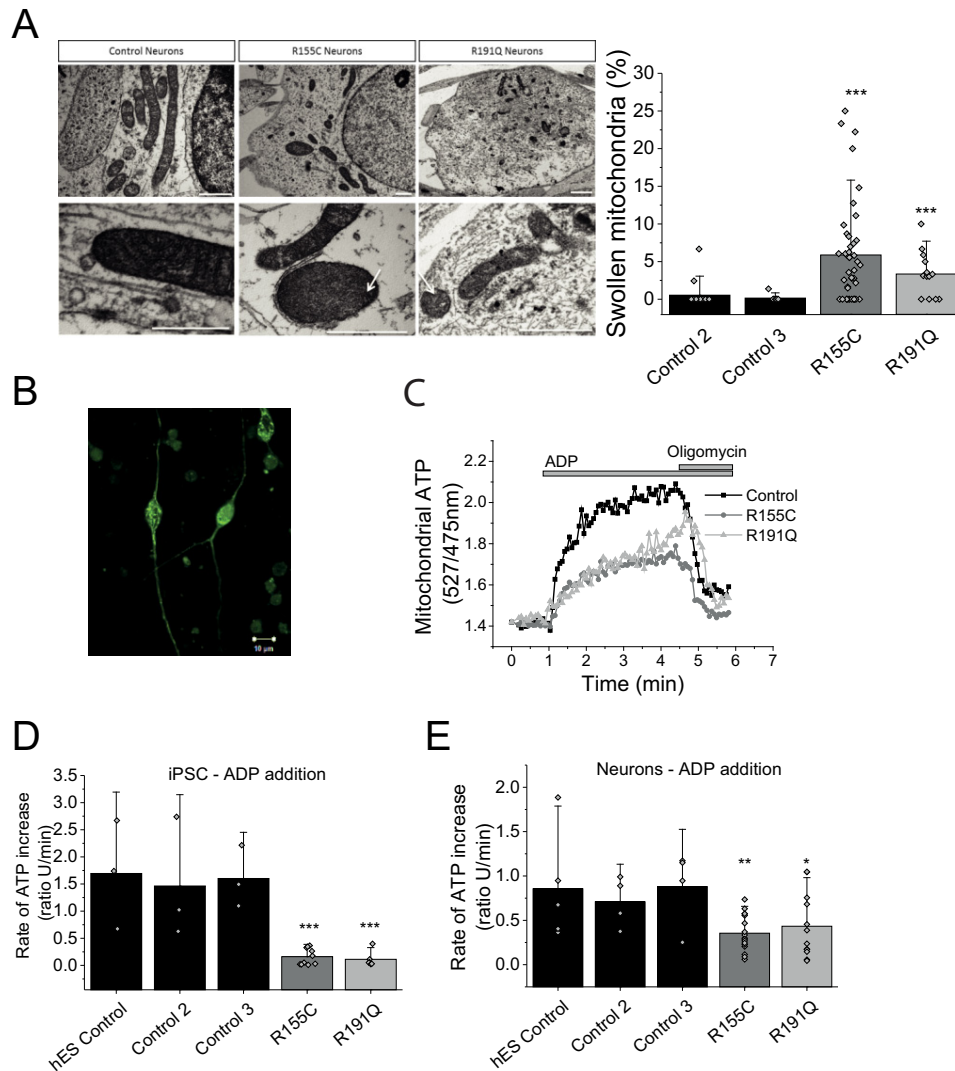 A
Control Neurons
R155C Neurons
R191Q Neurons
Swollen mitochondria (%)
30
25
20
15
10
5
0
***
***
Control 2
Control 3
R155C
R191Q
B
10 µm
C
Mitochondrial ATP
(527/475nm)
2.2
2.0
1.8
1.6
1.4
ADP
Oligomycin
Control
R155C
R191Q
0 1 2 3 4 5 6 7
Time (min)
D
iPSC - ADP addition
Rate of ATP increase
(ratio U/min)
3.5
3.0
2.5
2.0
1.5
1.0
0.5
0.0
***
***
hES Control
Control 2
Control 3
R155C
R191Q
E
Neurons - ADP addition
Rate of ATP increase
(ratio U/min)
2.0
1.5
1.0
0.5
0.0
**
*
hES Control
Control 2
Control 3
R155C
R191Q